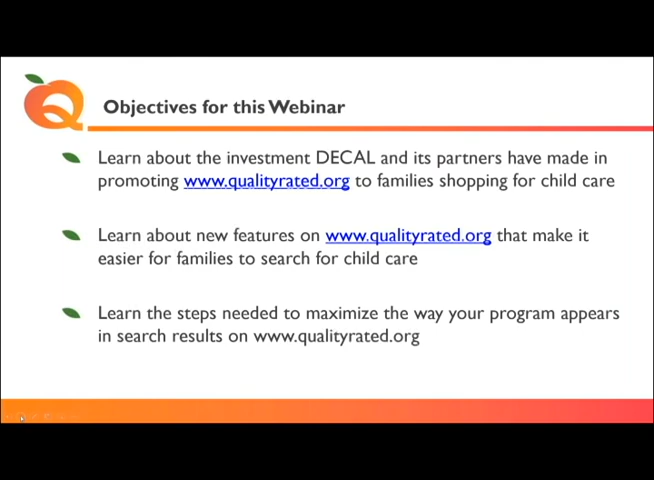 Objectives for this Webinar
Learn about the investment DECAL and its partners have made in
promoting www.qualityrated.org to families shopping for child care
Learn about new features on www.qualityrated.org that make it
easier for families to search for child care
Learn the steps needed to maximize the way your program appears
in search results on www.qualityrated.org